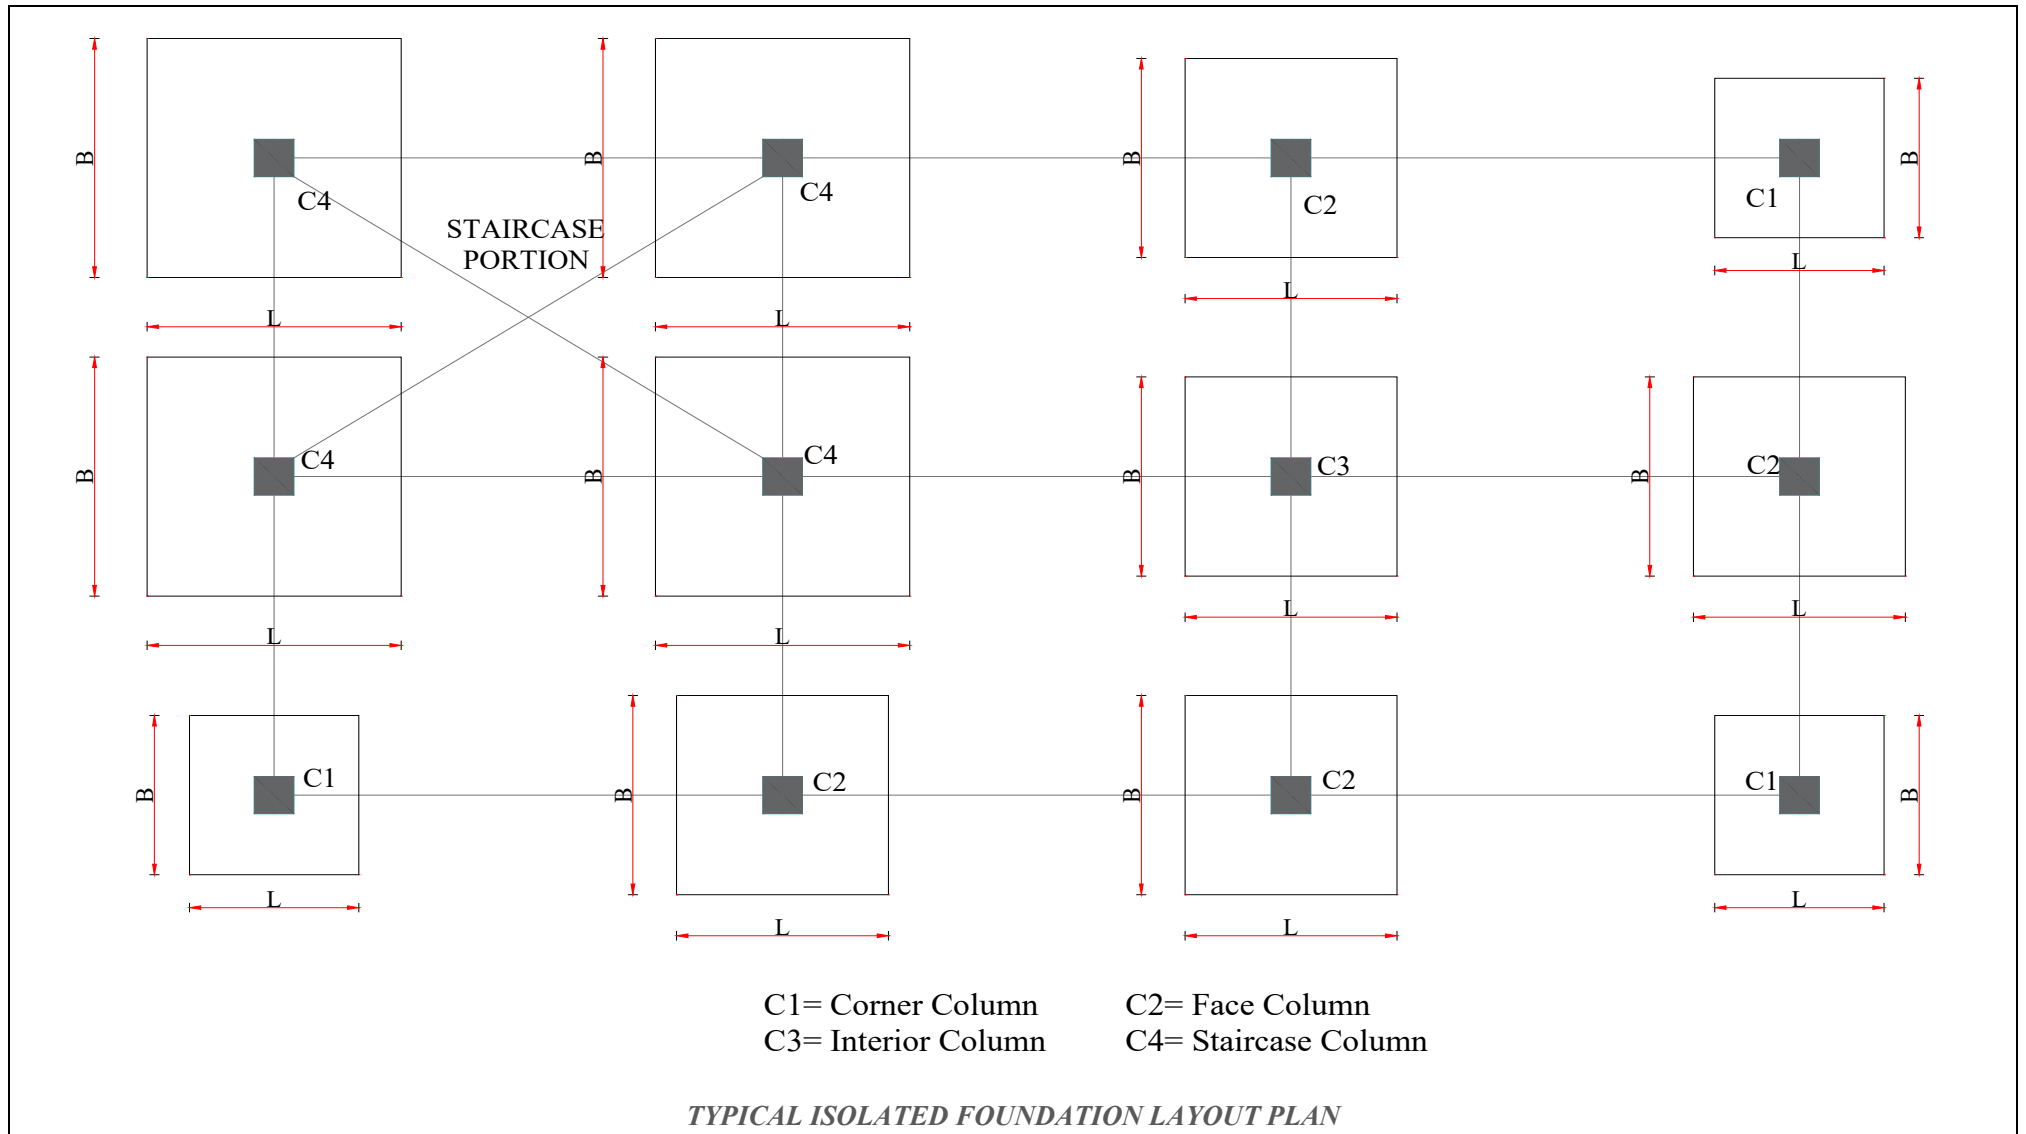 B
B
B
B
C4
C4
C2
C1
STAIRCASE
PORTION
L
L
L
L
B
B
B
B
C4
C4
C3
C2
L
L
L
L
B
B
B
B
C1
C2
C2
C1
L
L
L
L
C1= Corner Column
C2= Face Column
C3= Interior Column
C4= Staircase Column
TYPICAL ISOLATED FOUNDATION LAYOUT PLAN